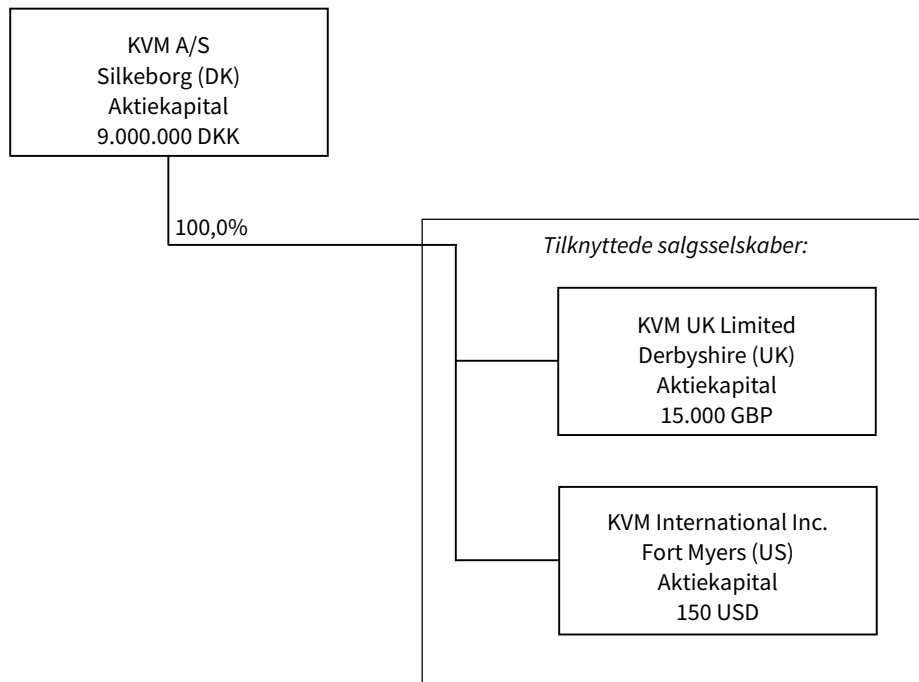 KVM A/S
Silkeborg (DK)
Aktiekapital
9.000.000 DKK
100,0%
Tilknyttede salgsselskaber:
KVM UK Limited
Derbyshire (UK)
Aktiekapital
15.000 GBP
KVM International Inc.
Fort Myers (US)
Aktiekapital
150 USD